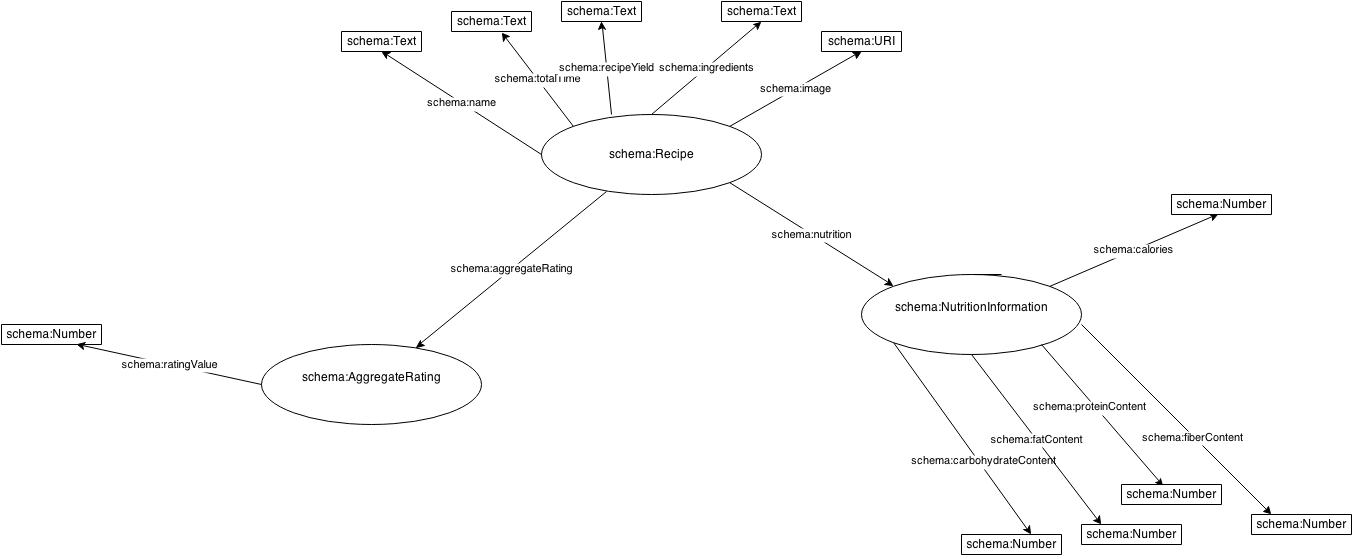 schema:Text
schema:Text
schema:Text
schema:Text
schema:URI
schema:recipeYield
schema:ingredients
schema:totalTime
schema:image
schema:name
schema:Recipe
schema:Number
schema:nutrition
schema:calories
schema:aggregateRating
schema:NutritionInformation
schema:Number
schema:ratingValue
schema:AggregateRating
schema:proteinContent
schema:fatContent
schema:fiberContent
schema:carbohydrateContent
schema:Number
schema:Number
schema:Number
schema:Number